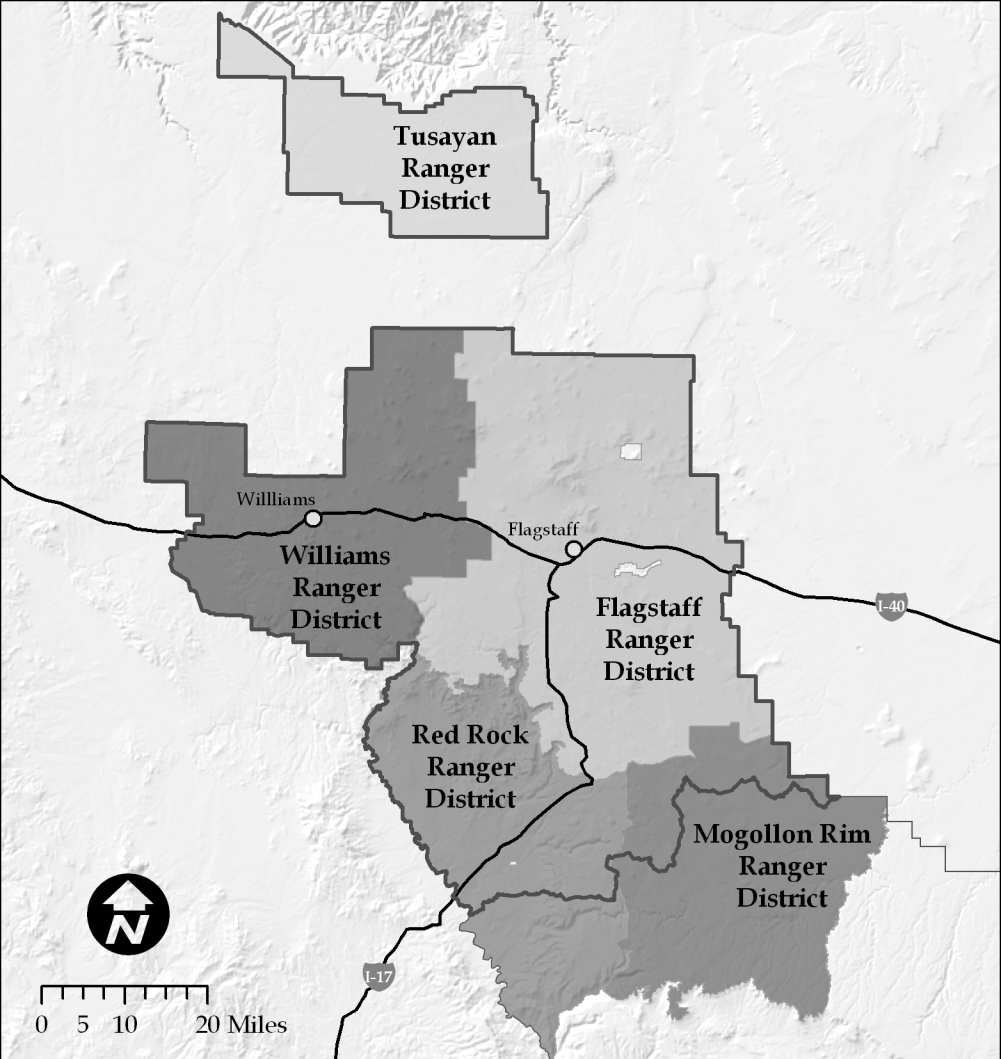 Tusayan
Ranger
District
Willliams
Flagstaff
Williams
Ranger
District
Flagstaff
Ranger
District
I-40
Red Rock
Ranger
District
Mogollon Rim
Ranger
District
N
I-17
0 5 10 20 Miles